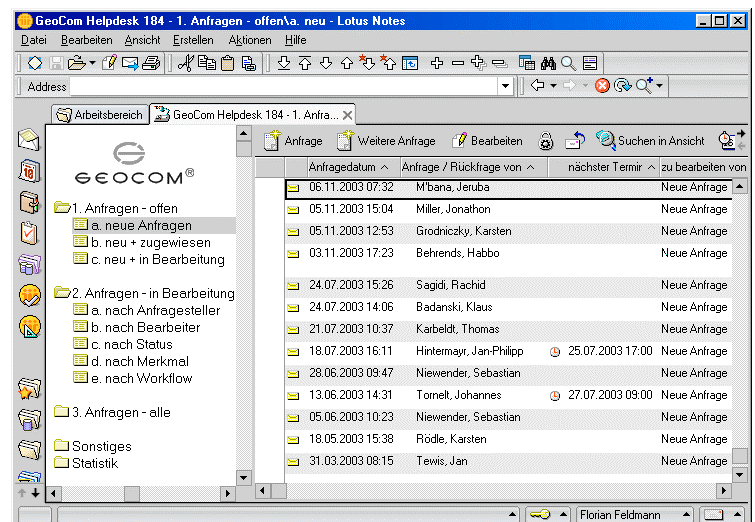 GeoCom Helpdesk 184 - 1. Anfragen - offen\a. neu - Lotus Notes
Datei Bearbeiten Ansicht Erstellen Aktionen Hilfe
Address
Arbeitsbereich GeoCom Helpdesk 184 - 1. Anfra...
Anfrage Weitere Anfrage Bearbeiten Suchen in Ansicht
GEOCOM®
1. Anfragen - offen
a. neue Anfragen
b. neu + zugewiesen
c. neu + in Bearbeitung
2. Anfragen - in Bearbeitung
a. nach Anfragesteller
b. nach Bearbeiter
c. nach Status
d. nach Merkmal
e. nach Workflow
3. Anfragen - alle
Sonstiges
Statistik
Anfragedatum Anfrage / Rückfrage von nächster Termir zu bearbeiten von
06.11.2003 07:32 M'bana, Jeruba Neue Anfrage
05.11.2003 15:04 Miller, Jonathon Neue Anfrage
05.11.2003 12:53 Grodniczky, Karsten Neue Anfrage
03.11.2003 17:23 Behrends, Habbo Neue Anfrage
24.07.2003 15:26 Sagidi, Rachid Neue Anfrage
24.07.2003 14:06 Badanski, Klaus Neue Anfrage
21.07.2003 10:37 Karbeldt, Thomas Neue Anfrage
18.07.2003 16:11 Hintermayr, Jan-Philipp 25.07.2003 17:00 Neue Anfrage
28.06.2003 09:47 Niewender, Sebastian Neue Anfrage
13.06.2003 14:31 Tornelt, Johannes 27.07.2003 09:00 Neue Anfrage
05.06.2003 10:23 Niewender, Sebastian Neue Anfrage
18.05.2003 15:38 Rödle, Karsten Neue Anfrage
31.03.2003 08:15 Tewis, Jan Neue Anfrage
Florian Feldmann